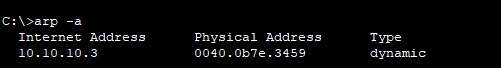 C:\>arp -a
Internet Address Physical Address Type
10.10.10.3 0040.0b7e.3459 dynamic